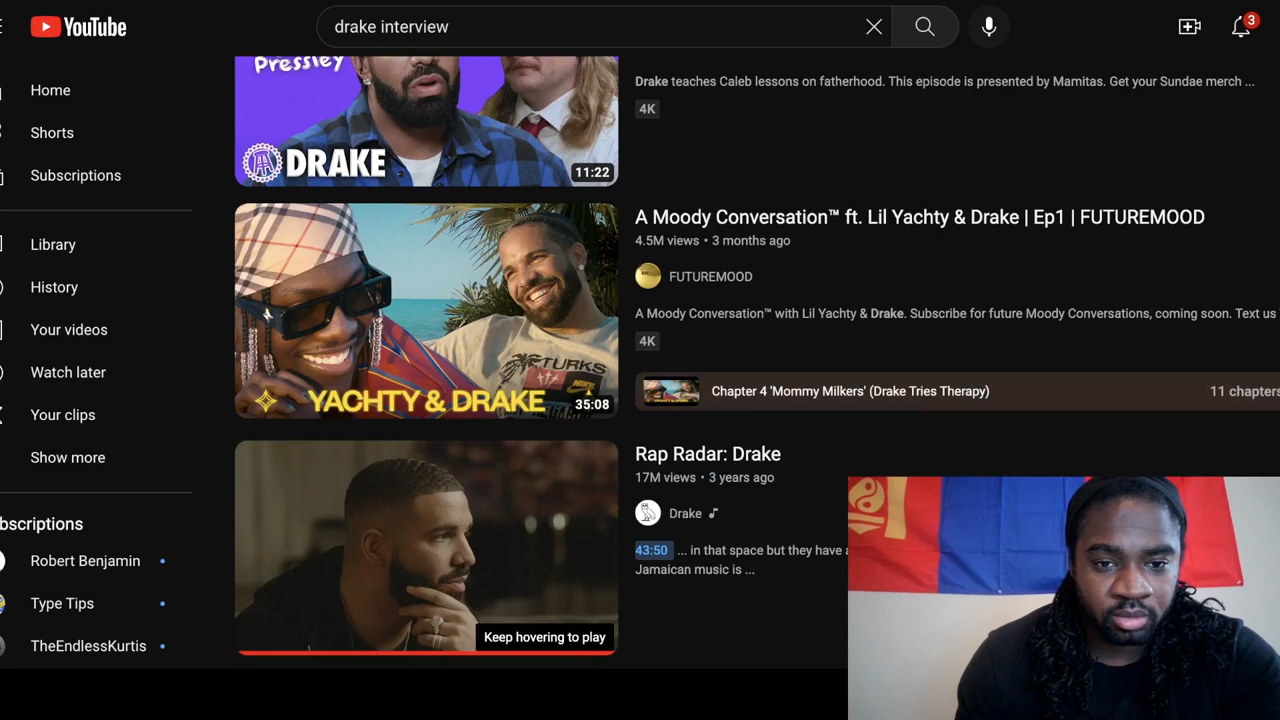 YouTube
drake interview
3
Home
Shorts
Subscriptions
Library
History
Your videos
Watch later
Your clips
Show more
bscriptions
Robert Benjamin
Type Tips
TheEndlessKurtis
Pressley
DRAKE
11:22
Drake teaches Caleb lessons on fatherhood. This episode is presented by Mamitas. Get your Sundae merch ...
4K
TURKS
NIKE
YACHTY & DRAKE
35:08
A Moody Conversation™ ft. Lil Yachty & Drake | Ep1 | FUTUREMOOD
4.5M views • 3 months ago
FUTUREMOOD
A Moody Conversation™ with Lil Yachty & Drake. Subscribe for future Moody Conversations, coming soon. Text us
4K
Chapter 4 'Mommy Milkers' (Drake Tries Therapy)
11 chapters
Keep hovering to play
Rap Radar: Drake
17M views • 3 years ago
Drake
43:50 ... in that space but they have
Jamaican music is ...